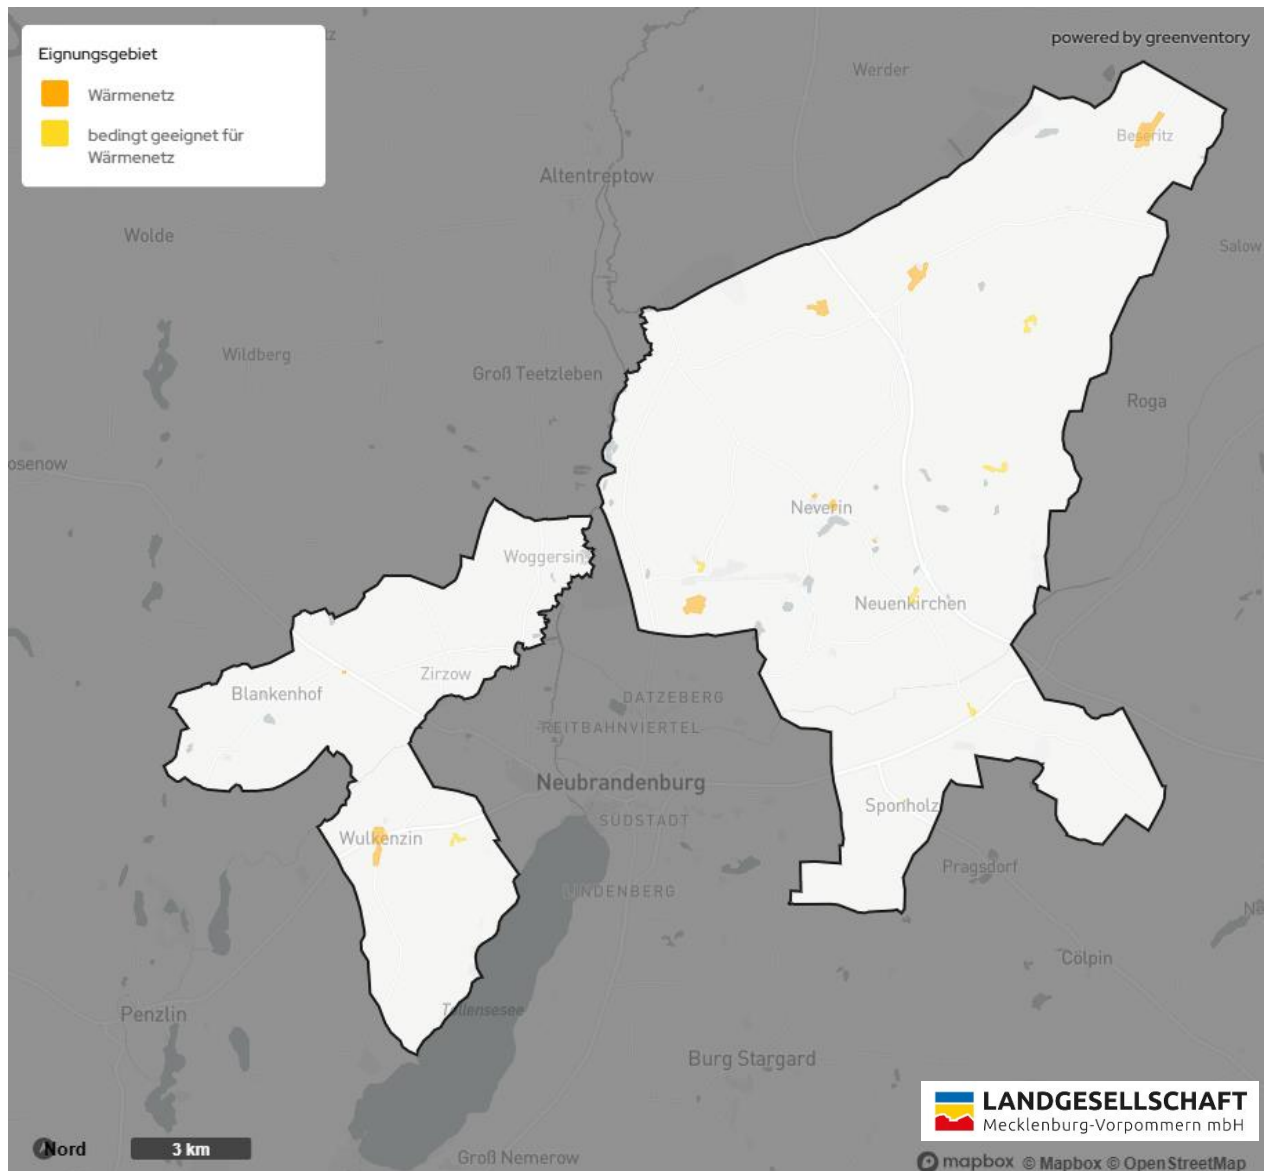 Eignungsgebiet
Wärmenetz
bedingt geeignet für
Wärmenetz
powered by greenventory
Werder
Beseritz
Altentreptow
Wolde
Salow
Wildberg
Groß Teetzleben
Roga
osenow
Neverin
Woggersin
Neuenkirchen
Zirzow
Blankenhof
DATZEBERG
REITBAHNVIERTEL
Neubrandenburg
Sponholz
SÜDSTADT
Wulkenzin
Pragsdorf
LINDENBERG
Cölpin
Tollensesee
Penzlin
Burg Stargard
LANDGESELLSCHAFT
Mecklenburg-Vorpommern mbH
Nord
3 km
Groß Nemerow
mapbox © Mapbox © OpenStreetMap